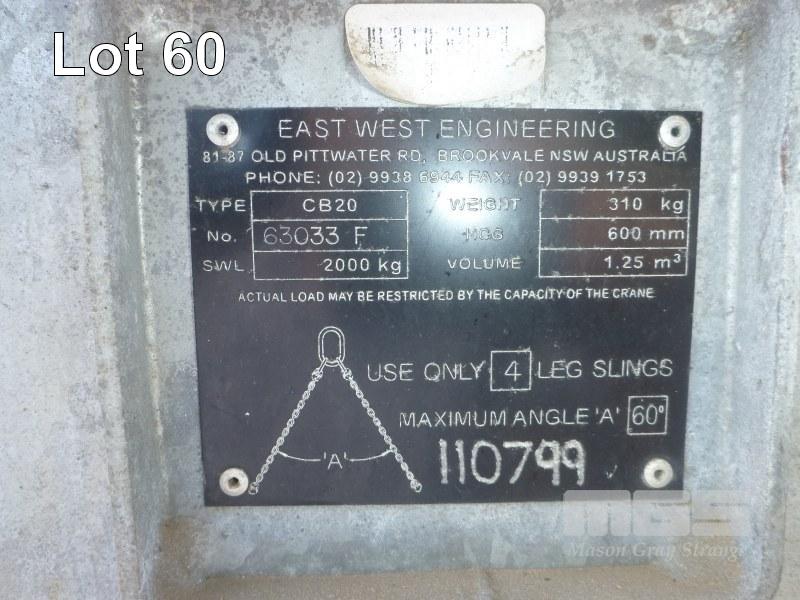 Lot 60
EAST WEST ENGINEERING
81-87 OLD PITTWATER RD, BROOKVALE NSW AUSTRALIA
PHONE: (02) 9938 6944 FAX: (02) 9939 1753
TYPE CB20 WEIGHT 310 kg
No. 63033 F HCG 600 mm
SWL 2000 kg VOLUME 1.25 m³
ACTUAL LOAD MAY BE RESTRICTED BY THE CAPACITY OF THE CRANE
USE ONLY 4 LEG SLINGS
MAXIMUM ANGLE 'A' 60°
'A'
110799
MGS
Mason Gray Strange